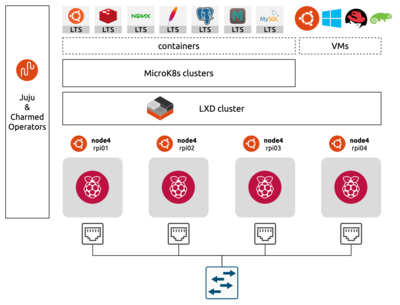 LTS LTS LTS LTS LTS LTS LTS
NGINX
MySQL
containers
VMs
MicroK8s clusters
Juju
&
Charmed
Operators
LXD cluster
node4
rpi01
node4
rpi02
node4
rpi03
node4
rpi04